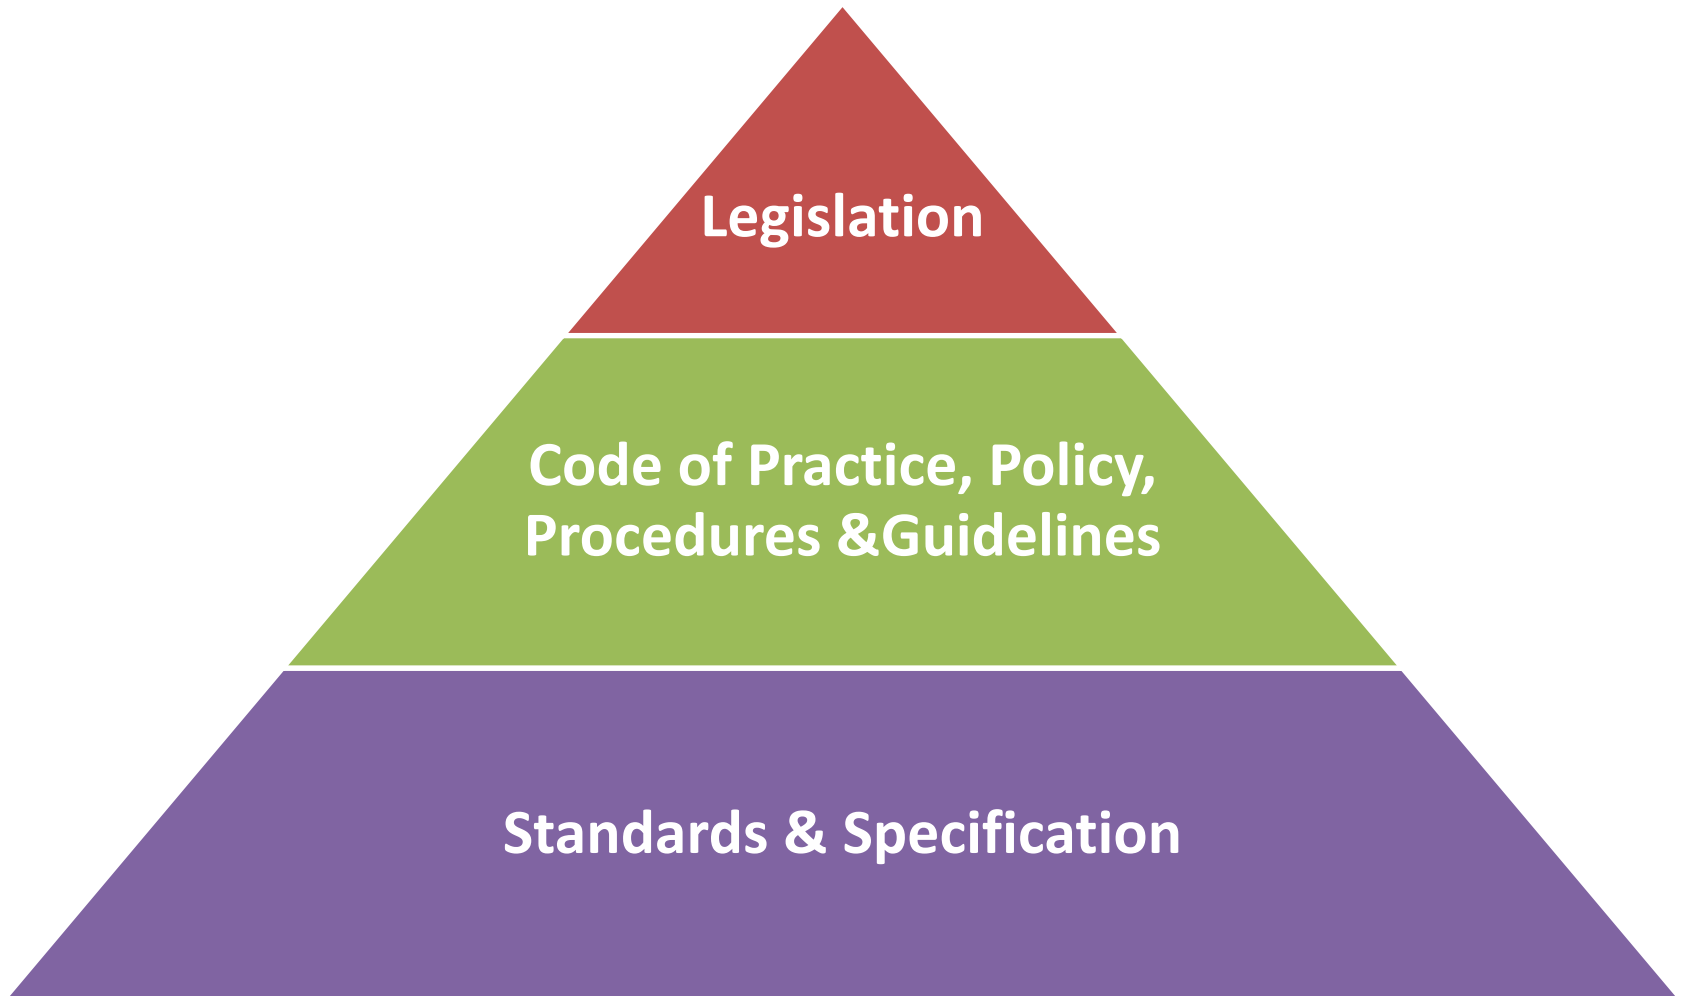 Legislation
Code of Practice, Policy,
Procedures &Guidelines
Standards & Specification